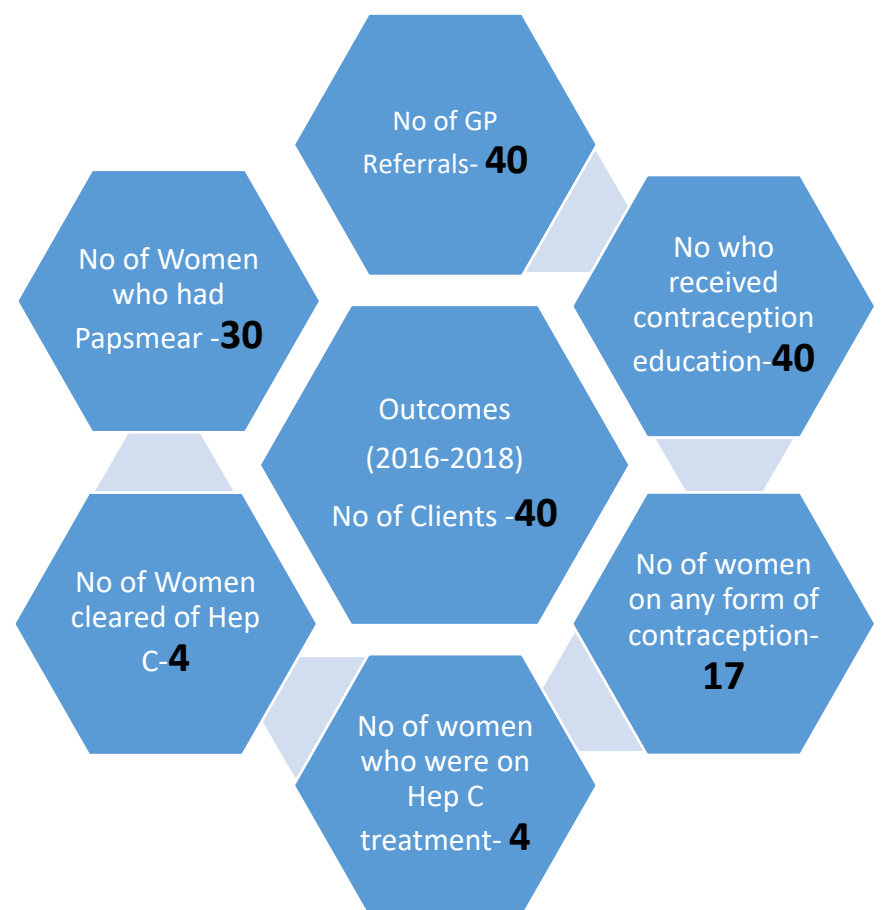 No of GP
Referrals- 40
No who
received
contraception
education-40
No of women
on any form of
contraception-
17
No of women
who were on
Hep C
treatment- 4
No of Women
cleared of Hep
C-4
No of Women
who had
Papsmear -30
Outcomes
(2016-2018)
No of Clients -40